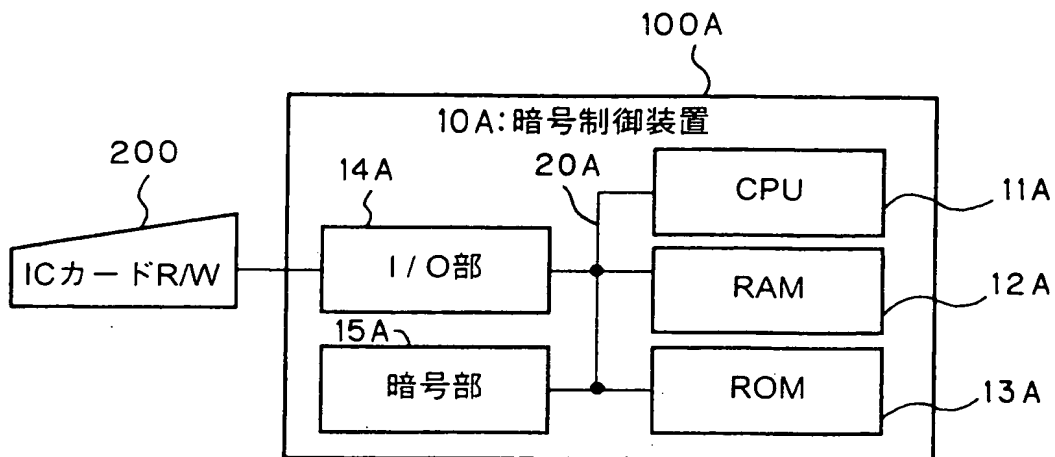 100A
10A:暗号制御装置
200
14A
20A
CPU
11A
ICカードR/W
I/O部
RAM
12A
15A
暗号部
ROM
13A